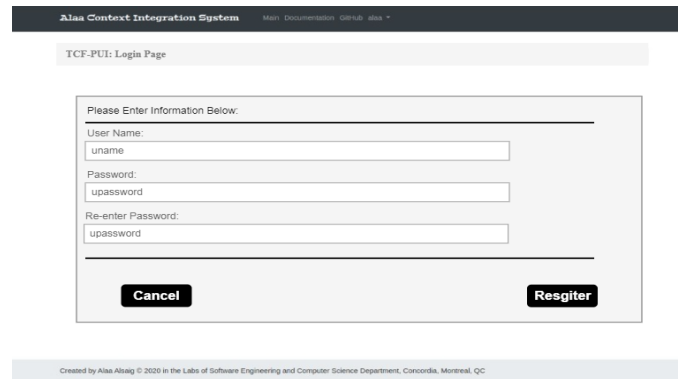 Alaa Context Integration System Main Documentation GitHub alaa
TCF-PUI: Login Page
Please Enter Information Below:
User Name:
uname
Password:
upassword
Re-enter Password:
upassword
Cancel Resgiter
Created by Alaa Alsaig © 2020 in the Labs of Software Engineering and Computer Science Department, Concordia, Montreal, QC